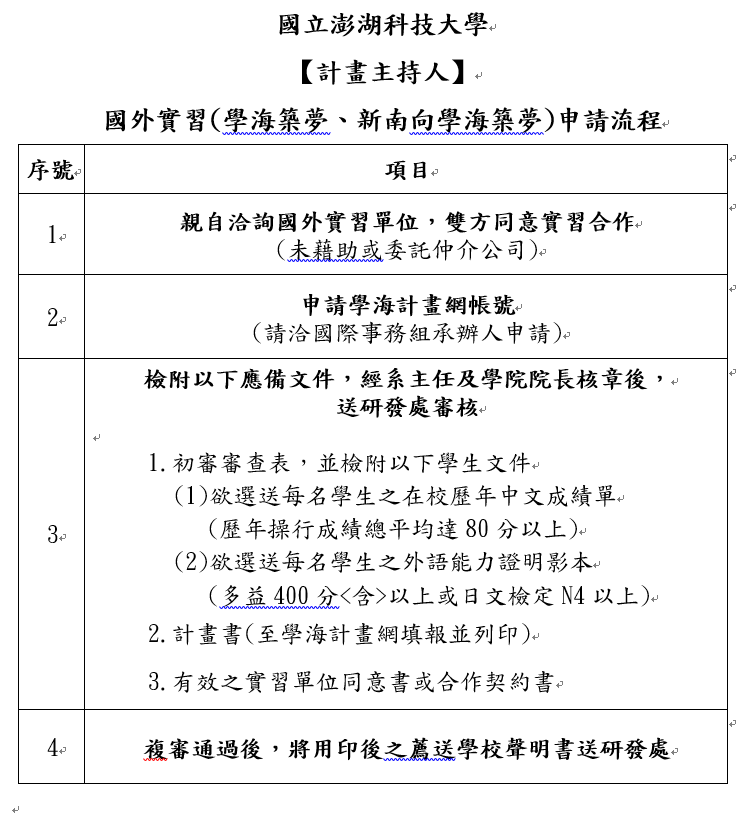 國立澎湖科技大學
【計畫主持人】
國外實習(學海築夢、新南向學海築夢)申請流程
序號 項目
1 親自洽詢國外實習單位，雙方同意實習合作
(未藉助或委託仲介公司)
2 申請學海計畫網帳號
(請洽國際事務組承辦人申請)
3 檢附以下應備文件，經系主任及學院院長核章後，
送研發處審核
1.初審審查表，並檢附以下學生文件
(1)欲選送每名學生之在校歷年中文成績單
(歷年操行成績總平均達 80 分以上)
(2)欲選送每名學生之外語能力證明影本
(多益 400 分<含>以上或日文檢定 N4 以上)
2.計畫書(至學海計畫網填報並列印)
3.有效之實習單位同意書或合作契約書
4 複審通過後，將用印後之薦送學校聲明書送研發處